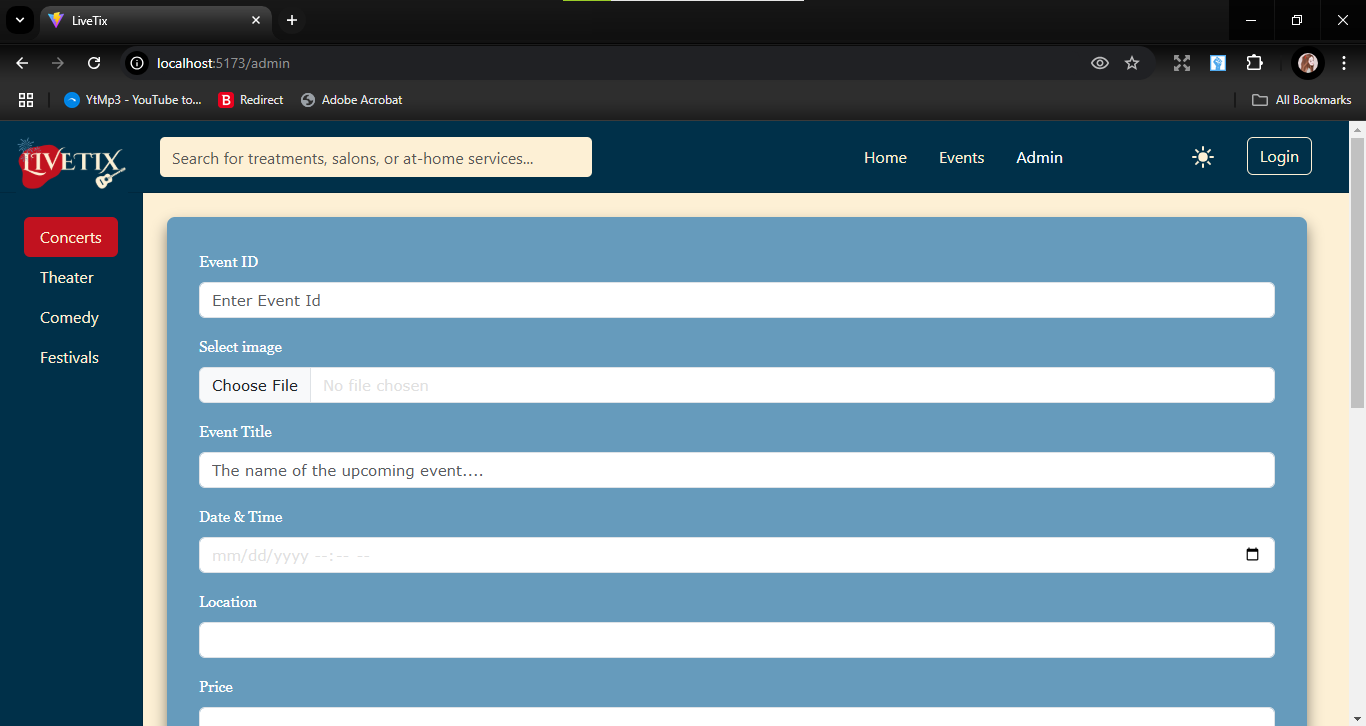 LiveTix
localhost:5173/admin
YtMp3 - YouTube to...
B Redirect
Adobe Acrobat
All Bookmarks
LIVETIX
Search for treatments, salons, or at-home services...
Home
Events
Admin
Login
Concerts
Theater
Comedy
Festivals
Event ID
Enter Event Id
Select image
Choose File No file chosen
Event Title
The name of the upcoming event....
Date & Time
mm/dd/yyyy --:-- --
Location
Price